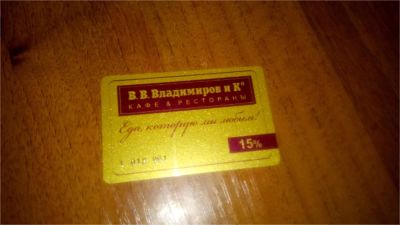 В.В.Владимиров и К°
КАФЕ & РЕСТОРАНЫ
Еда, которую мы любим!
15%